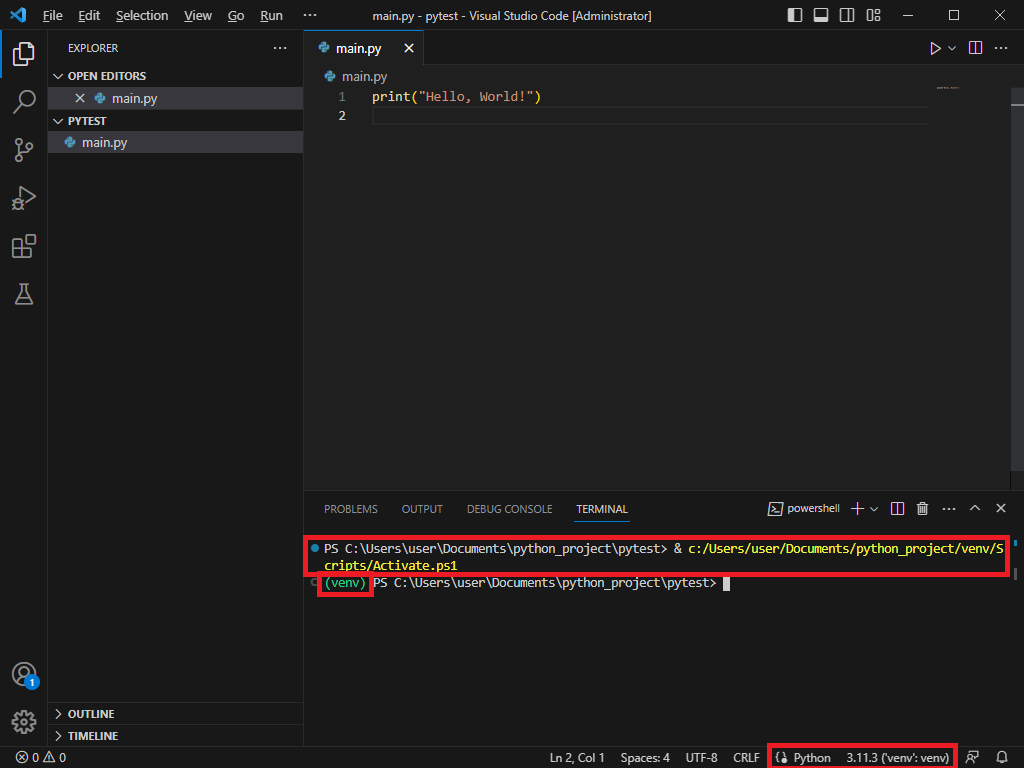 File Edit Selection View Go Run ··· main.py - pytest - Visual Studio Code [Administrator]
EXPLORER ···
OPEN EDITORS
main.py
PYTEST
main.py
OUTLINE
TIMELINE
main.py
main.py
1 print("Hello, World!")
2
PROBLEMS OUTPUT DEBUG CONSOLE TERMINAL powershell
PS C:\Users\user\Documents\python_project\pytest> & c:/Users/user/Documents/python_project/venv/S
cripts/Activate.ps1
(venv) PS C:\Users\user\Documents\python_project\pytest>
1
0 0 Ln 2, Col 1 Spaces: 4 UTF-8 CRLF Python 3.11.3 ('venv': venv)